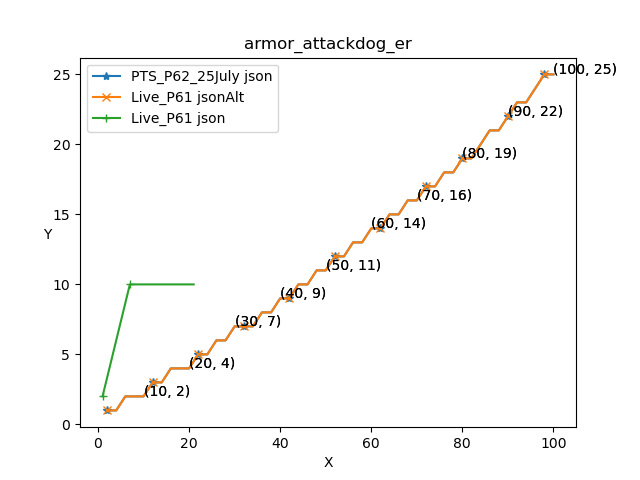 armor_attackdog_er
PTS_P62_25July json
Live_P61 jsonAlt
Live_P61 json
25
20
15
10
5
0
Y
(100, 25)
(90, 22)
(80, 19)
(70, 16)
(60, 14)
(50, 11)
(40, 9)
(30, 7)
(20, 4)
(10, 2)
0 20 40 60 80 100
X